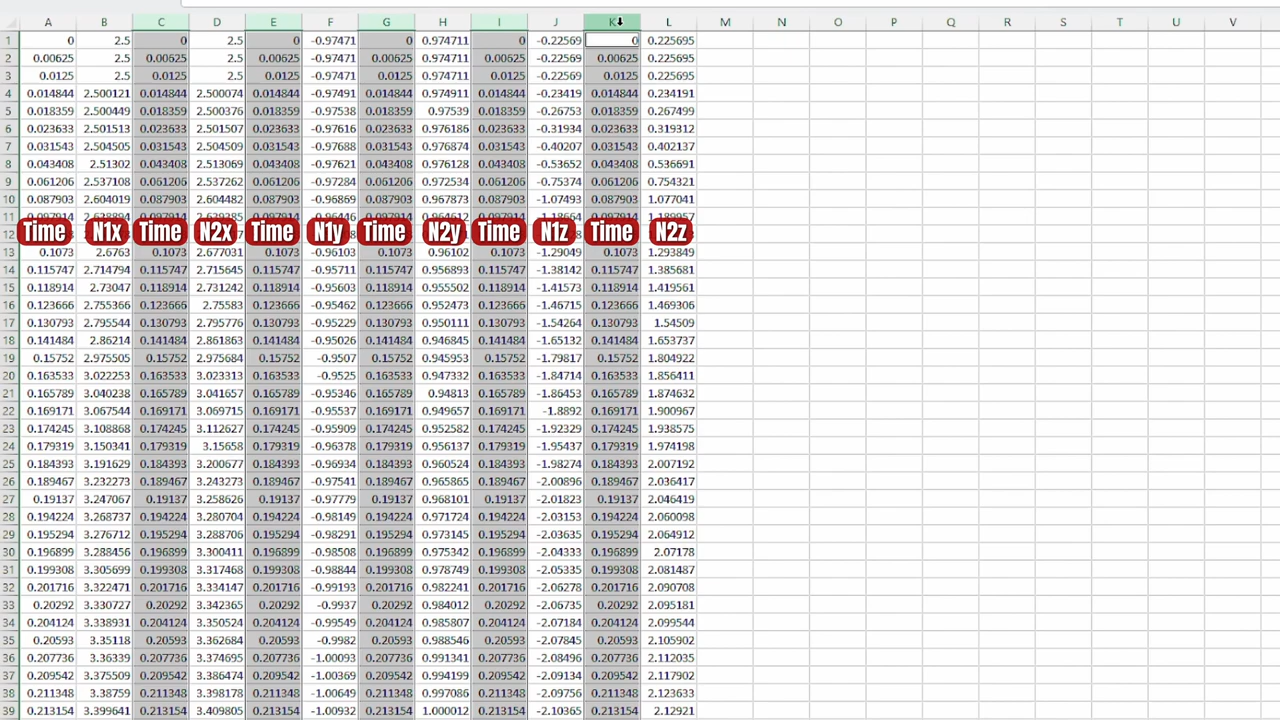 A B C D E F G H I J K L M N O P Q R S T U V
1 0 2.5 0 2.5 0 -0.97471 0 0.974711 0 -0.22569 0 0.225695
2 0.00625 2.5 0.00625 2.5 0.00625 -0.97471 0.00625 0.974711 0.00625 -0.22569 0.00625 0.225695
3 0.0125 2.5 0.0125 2.5 0.0125 -0.97471 0.0125 0.974711 0.0125 -0.22569 0.0125 0.225695
4 0.014844 2.500121 0.014844 2.500074 0.014844 -0.97491 0.014844 0.974911 0.014844 -0.23419 0.014844 0.234191
5 0.018359 2.500449 0.018359 2.500376 0.018359 -0.97538 0.018359 0.97539 0.018359 -0.26753 0.018359 0.267499
6 0.023633 2.501513 0.023633 2.501507 0.023633 -0.97616 0.023633 0.976186 0.023633 -0.31934 0.023633 0.319312
7 0.031543 2.504505 0.031543 2.504509 0.031543 -0.97688 0.031543 0.976874 0.031543 -0.40207 0.031543 0.402137
8 0.043408 2.51302 0.043408 2.513069 0.043408 -0.97621 0.043408 0.976128 0.043408 -0.53652 0.043408 0.536691
9 0.061206 2.537108 0.061206 2.537262 0.061206 -0.97284 0.061206 0.972534 0.061206 -0.75374 0.061206 0.754321
10 0.087903 2.604019 0.087903 2.604482 0.087903 -0.96869 0.087903 0.967873 0.087903 -1.07493 0.087903 1.077041
11 0.097914 2.638894 0.097914 2.639385 0.097914 -0.96446 0.097914 0.964612 0.097914 -1.18664 0.097914 1.189957
Time N1x Time N2x Time N1y Time N2y Time N1z Time N2z
13 0.1073 2.6763 0.1073 2.677031 0.1073 -0.96103 0.1073 0.96102 0.1073 -1.29049 0.1073 1.293849
14 0.115747 2.714794 0.115747 2.715645 0.115747 -0.95711 0.115747 0.956893 0.115747 -1.38142 0.115747 1.385681
15 0.118914 2.73047 0.118914 2.731242 0.118914 -0.95603 0.118914 0.955502 0.118914 -1.41573 0.118914 1.419561
16 0.123666 2.755366 0.123666 2.75583 0.123666 -0.95462 0.123666 0.952473 0.123666 -1.46715 0.123666 1.469306
17 0.130793 2.795544 0.130793 2.795776 0.130793 -0.95229 0.130793 0.950111 0.130793 -1.54264 0.130793 1.54509
18 0.141484 2.86214 0.141484 2.861863 0.141484 -0.95026 0.141484 0.946845 0.141484 -1.65132 0.141484 1.653737
19 0.15752 2.975505 0.15752 2.975684 0.15752 -0.9507 0.15752 0.945953 0.15752 -1.79817 0.15752 1.804922
20 0.163533 3.022253 0.163533 3.023313 0.163533 -0.9525 0.163533 0.947332 0.163533 -1.84714 0.163533 1.856411
21 0.165789 3.040238 0.165789 3.041657 0.165789 -0.95346 0.165789 0.94813 0.165789 -1.86453 0.165789 1.874632
22 0.169171 3.067544 0.169171 3.069715 0.169171 -0.95537 0.169171 0.949657 0.169171 -1.8892 0.169171 1.900967
23 0.174245 3.108868 0.174245 3.112627 0.174245 -0.95909 0.174245 0.952582 0.174245 -1.92329 0.174245 1.938575
24 0.179319 3.150341 0.179319 3.15658 0.179319 -0.96378 0.179319 0.956137 0.179319 -1.95437 0.179319 1.974198
25 0.184393 3.191629 0.184393 3.200677 0.184393 -0.96934 0.184393 0.960524 0.184393 -1.98274 0.184393 2.007192
26 0.189467 3.232273 0.189467 3.243273 0.189467 -0.97541 0.189467 0.965865 0.189467 -2.00896 0.189467 2.036417
27 0.19137 3.247067 0.19137 3.258626 0.19137 -0.97779 0.19137 0.968101 0.19137 -2.01823 0.19137 2.046419
28 0.194224 3.268737 0.194224 3.280704 0.194224 -0.98149 0.194224 0.971724 0.194224 -2.03153 0.194224 2.060098
29 0.195294 3.276712 0.195294 3.288706 0.195294 -0.98291 0.195294 0.973145 0.195294 -2.03635 0.195294 2.064912
30 0.196899 3.288456 0.196899 3.300411 0.196899 -0.98508 0.196899 0.975342 0.196899 -2.04333 0.196899 2.07178
31 0.199308 3.305699 0.199308 3.317468 0.199308 -0.98844 0.199308 0.978749 0.199308 -2.05335 0.199308 2.081487
32 0.201716 3.322471 0.201716 3.334147 0.201716 -0.99193 0.201716 0.982241 0.201716 -2.06278 0.201716 2.090708
33 0.20292 3.330727 0.20292 3.342365 0.20292 -0.9937 0.20292 0.984012 0.20292 -2.06735 0.20292 2.095181
34 0.204124 3.338931 0.204124 3.350524 0.204124 -0.99549 0.204124 0.985807 0.204124 -2.07184 0.204124 2.099544
35 0.20593 3.35118 0.20593 3.362684 0.20593 -0.9982 0.20593 0.988546 0.20593 -2.07845 0.20593 2.105902
36 0.207736 3.36339 0.207736 3.374695 0.207736 -1.00093 0.207736 0.991341 0.207736 -2.08496 0.207736 2.112035
37 0.209542 3.375509 0.209542 3.386474 0.209542 -1.00369 0.209542 0.994199 0.209542 -2.09134 0.209542 2.117902
38 0.211348 3.38759 0.211348 3.398178 0.211348 -1.00649 0.211348 0.997086 0.211348 -2.09756 0.211348 2.123633
39 0.213154 3.399641 0.213154 3.409805 0.213154 -1.00932 0.213154 1.000012 0.213154 -2.10365 0.213154 2.12921